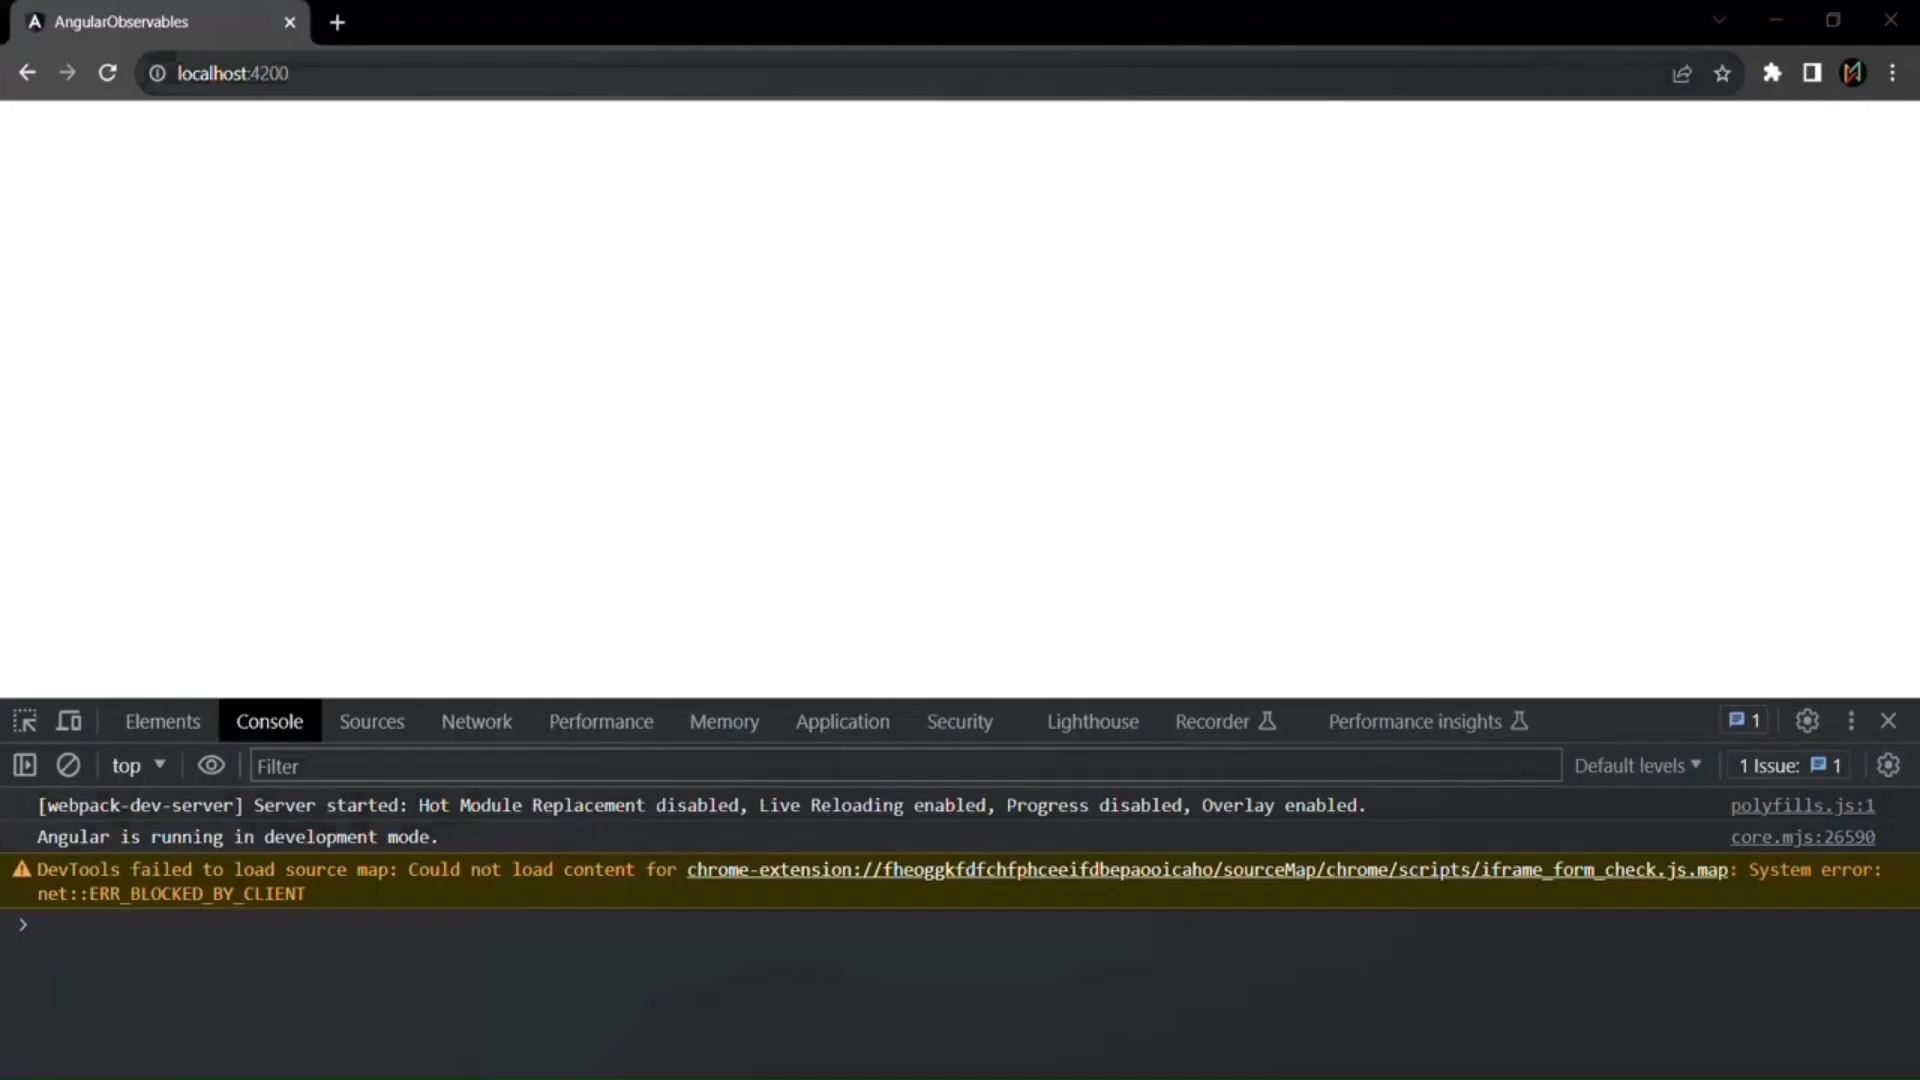 AngularObservables
localhost:4200
Elements Console Sources Network Performance Memory Application Security Lighthouse Recorder Performance insights 1
top Filter Default levels 1 Issue: 1
[webpack-dev-server] Server started: Hot Module Replacement disabled, Live Reloading enabled, Progress disabled, Overlay enabled. polyfills.js:1
Angular is running in development mode. core.mjs:26590
DevTools failed to load source map: Could not load content for chrome-extension://fheoggkfdfchfphceeifdbepaooicaho/sourceMap/chrome/scripts/iframe_form_check.js.map: System error:
net::ERR_BLOCKED_BY_CLIENT